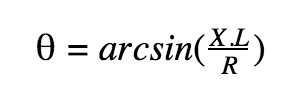 θ = arcsin(X.L/R)